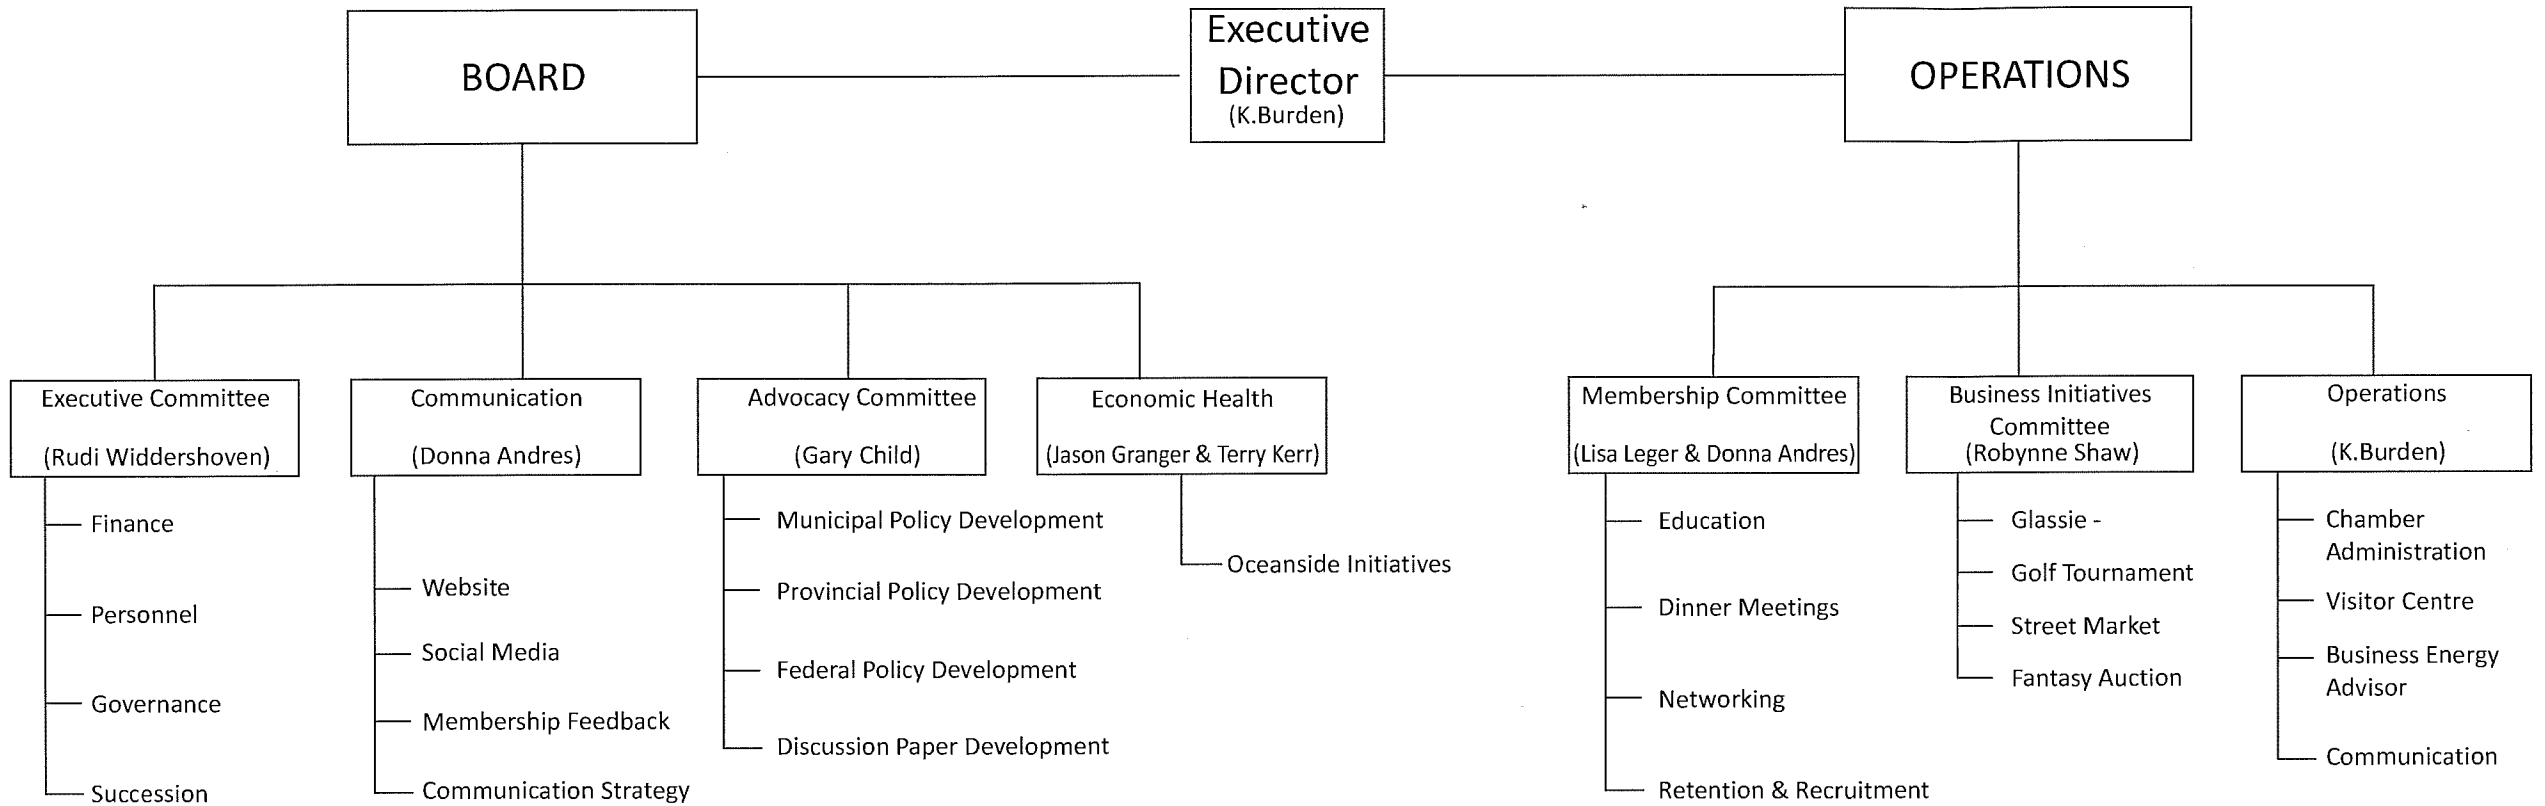 BOARD
Executive
Director
(K.Burden)
OPERATIONS
Executive Committee
(Rudi Widdershoven)
Finance
Personnel
Governance
Succession
Communication
(Donna Andres)
Website
Social Media
Membership Feedback
Communication Strategy
Advocacy Committee
(Gary Child)
Municipal Policy Development
Provincial Policy Development
Federal Policy Development
Discussion Paper Development
Economic Health
(Jason Granger & Terry Kerr)
Oceanside Initiatives
Membership Committee
(Lisa Leger & Donna Andres)
Education
Dinner Meetings
Networking
Retention & Recruitment
Business Initiatives
Committee
(Robynne Shaw)
Glassie -
Golf Tournament
Street Market
Fantasy Auction
Operations
(K.Burden)
Chamber
Administration
Visitor Centre
Business Energy
Advisor
Communication